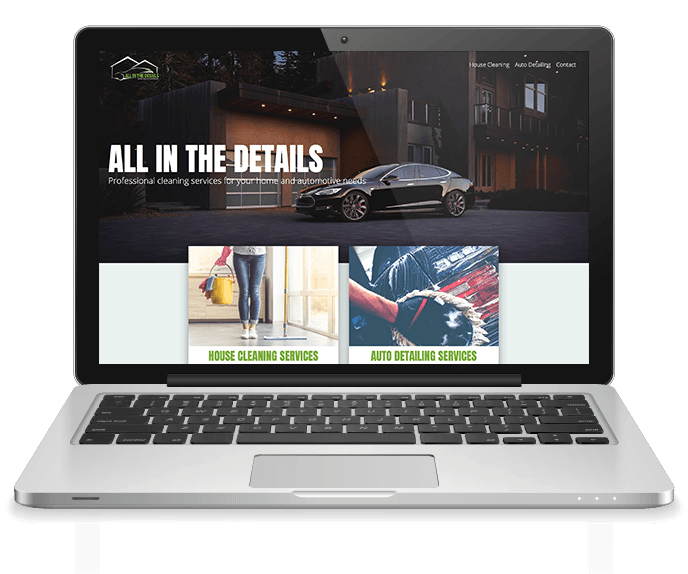 ALL IN THE DETAILS
House Cleaning Auto Detailing Contact
ALL IN THE DETAILS
Professional cleaning services for your home and automotive needs
HOUSE CLEANING SERVICES
AUTO DETAILING SERVICES